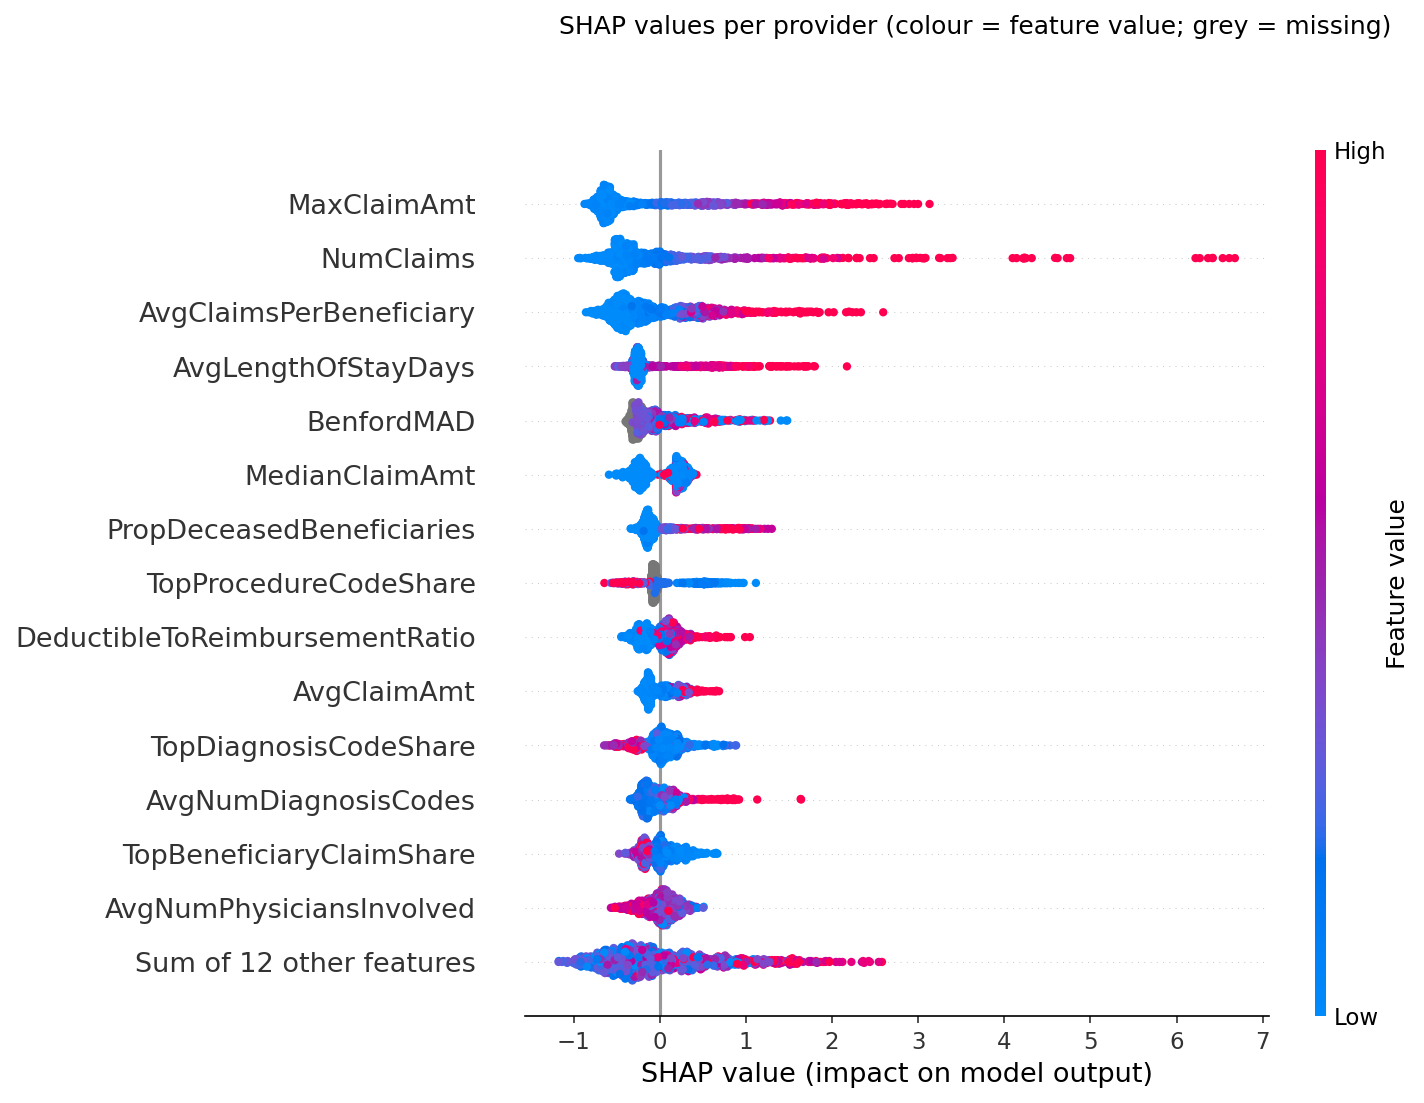 SHAP values per provider (colour = feature value; grey = missing)
High
MaxClaimAmt
NumClaims
AvgClaimsPerBeneficiary
AvgLengthOfStayDays
BenfordMAD
MedianClaimAmt
PropDeceasedBeneficiaries
TopProcedureCodeShare
DeductibleToReimbursementRatio
AvgClaimAmt
TopDiagnosisCodeShare
AvgNumDiagnosisCodes
TopBeneficiaryClaimShare
AvgNumPhysiciansInvolved
Sum of 12 other features
Feature value
Low
−1 0 1 2 3 4 5 6 7
SHAP value (impact on model output)